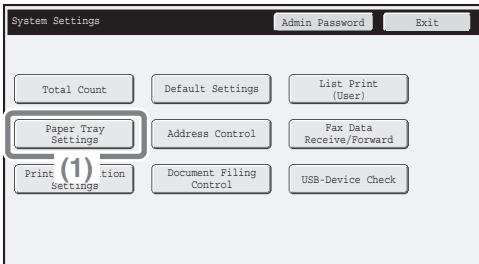 System Settings
Admin Password
Exit
Total Count
Default Settings
List Print
(User)
Paper Tray
Settings
Address Control
Fax Data
Receive/Forward
(1)
Settings
Document Filing
Control
USB-Device Check